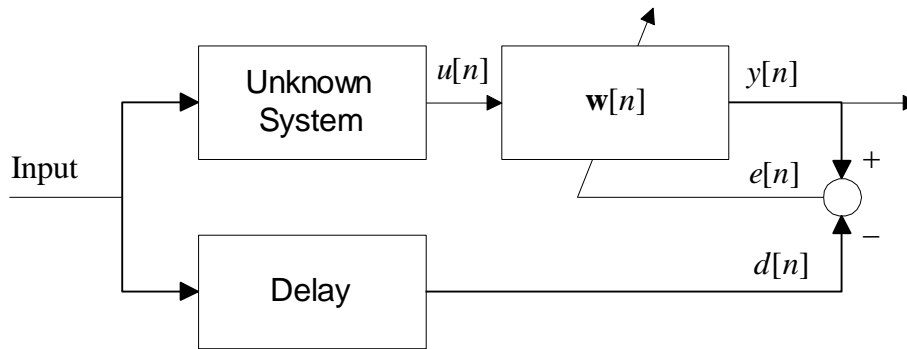 Unknown
System
u[n]
w[n]
y[n]
Input
+
e[n]
−
Delay
d[n]